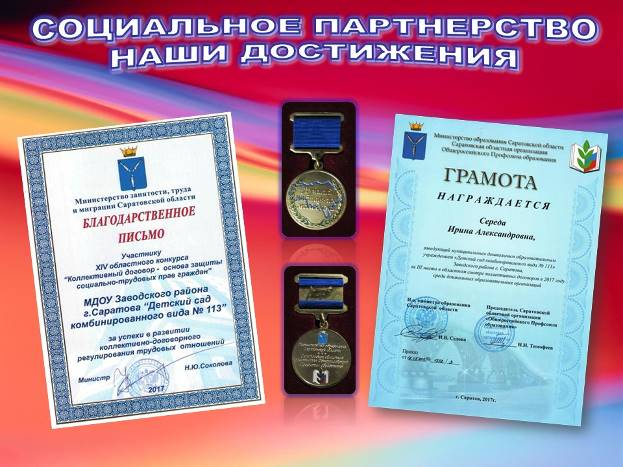 СОЦИАЛЬНОЕ ПАРТНЕРСТВО
НАШИ ДОСТИЖЕНИЯ
Министерство занятости, труда
и миграции Саратовской области
БЛАГОДАРСТВЕННОЕ
ПИСЬМО
Участнику
XIV областного конкурса
"Коллективный договор - основа защиты
социально-трудовых прав граждан"
МДОУ Заводского района
г.Саратова "Детский сад
комбинированного вида № 113"
за успехи в развитии
коллективно-договорного
регулирования трудовых отношений
Министр
Н.Ю.Соколова
2017
Министерство образования Саратовской области
Саратовская областная организация
Общероссийского Профсоюза образования
ГРАМОТА
НАГРАЖДАЕТСЯ
Середа
Ирина Александровна,
заведующий муниципальным дошкольным образовательным
учреждением «Детский сад комбинированного вида № 113»
Заводского района г. Саратова,
за III место в областном смотре коллективных договоров в 2017 году
среди дошкольных образовательных организаций
И.о. министра образования
Саратовской области
Председатель Саратовской
областной организации
«Общероссийского Профсоюза
образования»
И.В. Седова
Н.Н. Тимофеев
Приказ
г. Саратов, 2017г.